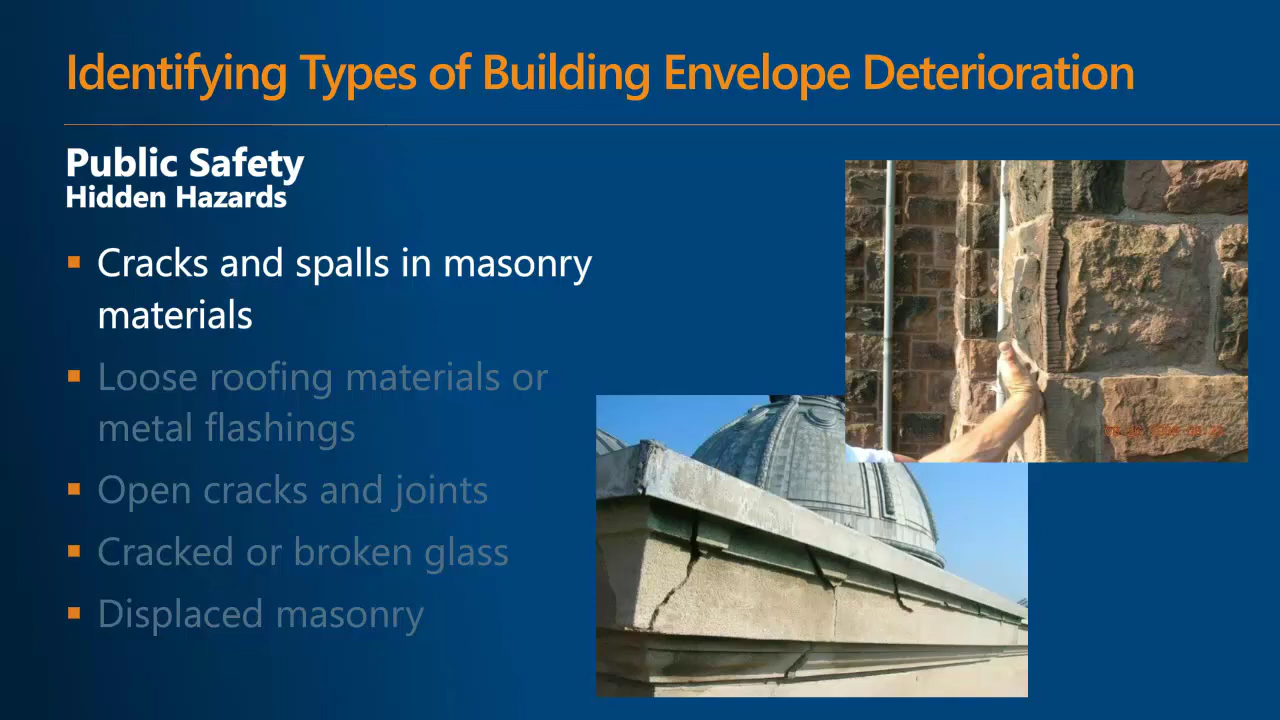 Identifying Types of Building Envelope Deterioration
Public Safety
Hidden Hazards
Cracks and spalls in masonry
materials
Loose roofing materials or
metal flashings
Open cracks and joints
Cracked or broken glass
Displaced masonry